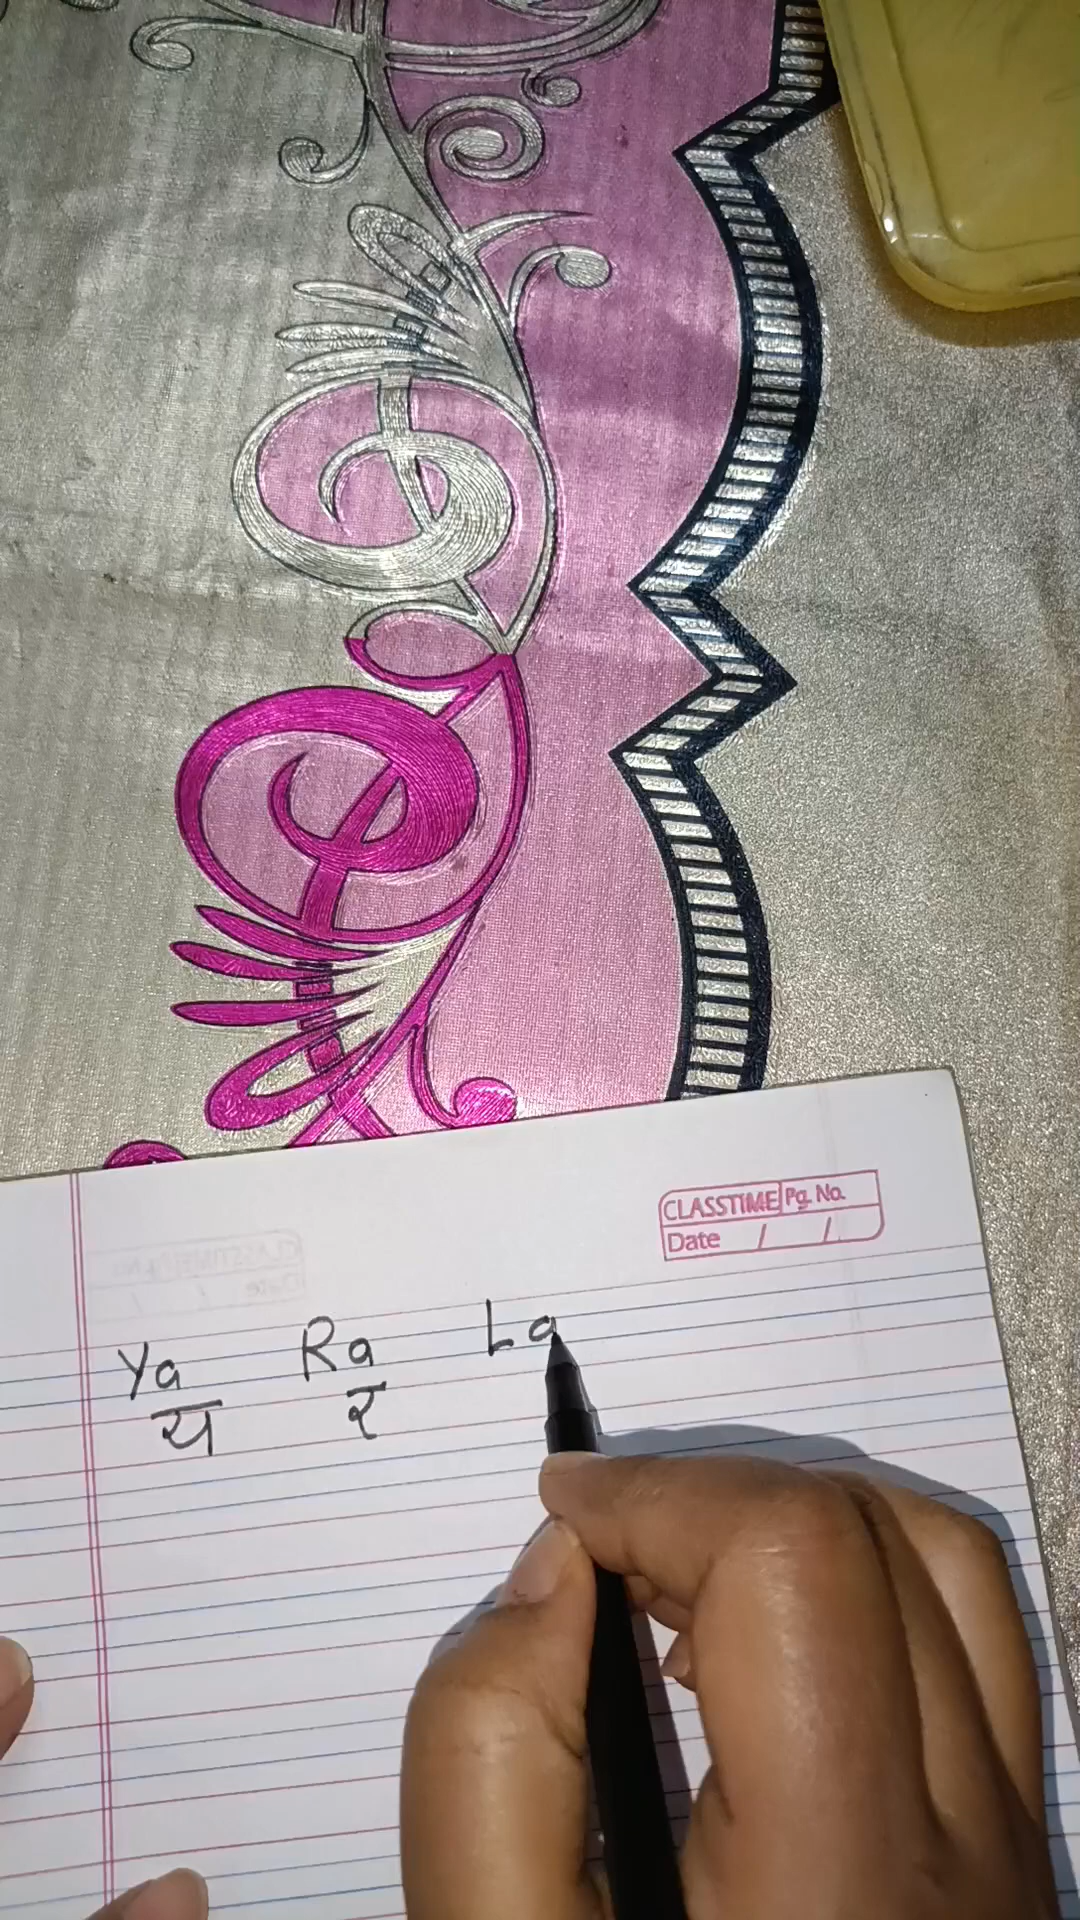 CLASSTIME Pg. No.
Date / /
Ya Ra La
य र